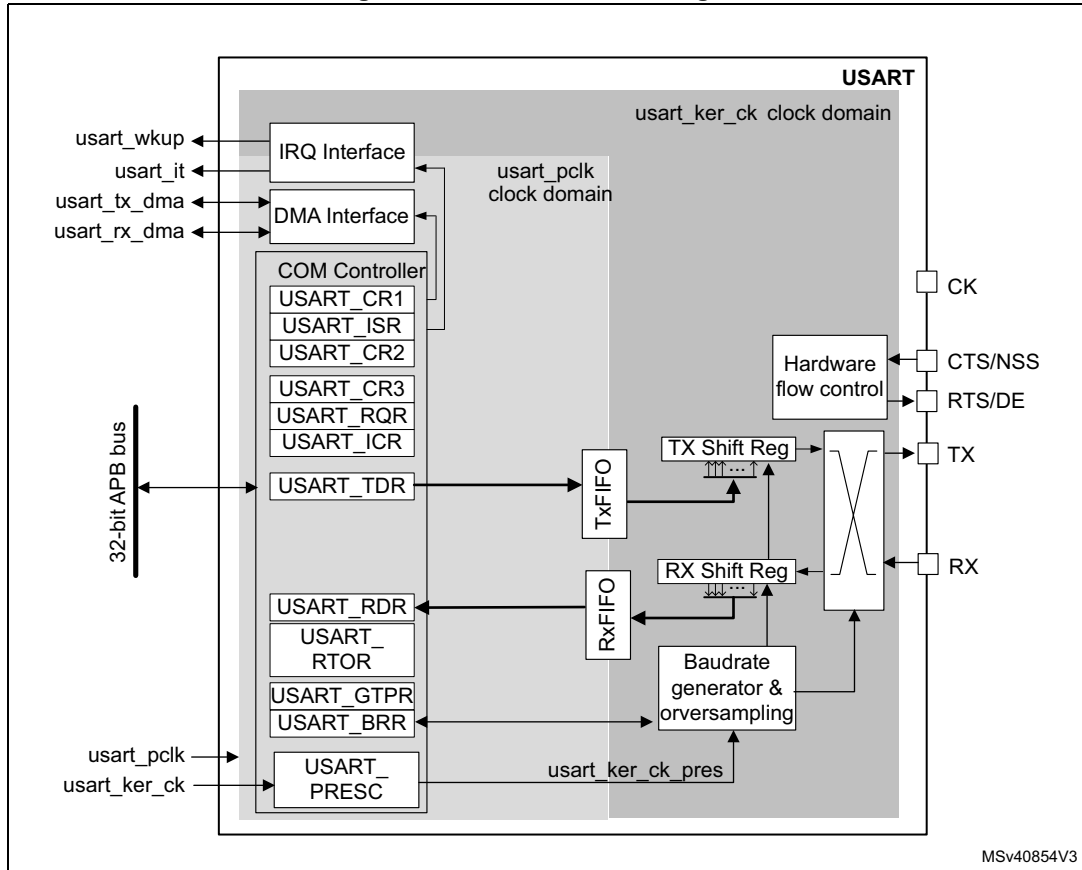 USART
usart_ker_ck clock domain
usart_wkup
IRQ Interface
usart_it
usart_pclk
clock domain
usart_tx_dma
DMA Interface
usart_rx_dma
COM Controller
USART_CR1
USART_ISR
USART_CR2
USART_CR3
USART_RQR
USART_ICR
USART_TDR
32-bit APB bus
TxFIFO
TX Shift Reg
...
RX Shift Reg
...
RxFIFO
USART_RDR
USART_
RTOR
USART_GTPR
USART_BRR
Baudrate
generator &
orversampling
usart_pclk
usart_ker_ck
USART_
PRESC
usart_ker_ck_pres
Hardware
flow control
CK
CTS/NSS
RTS/DE
TX
RX
MSv40854V3